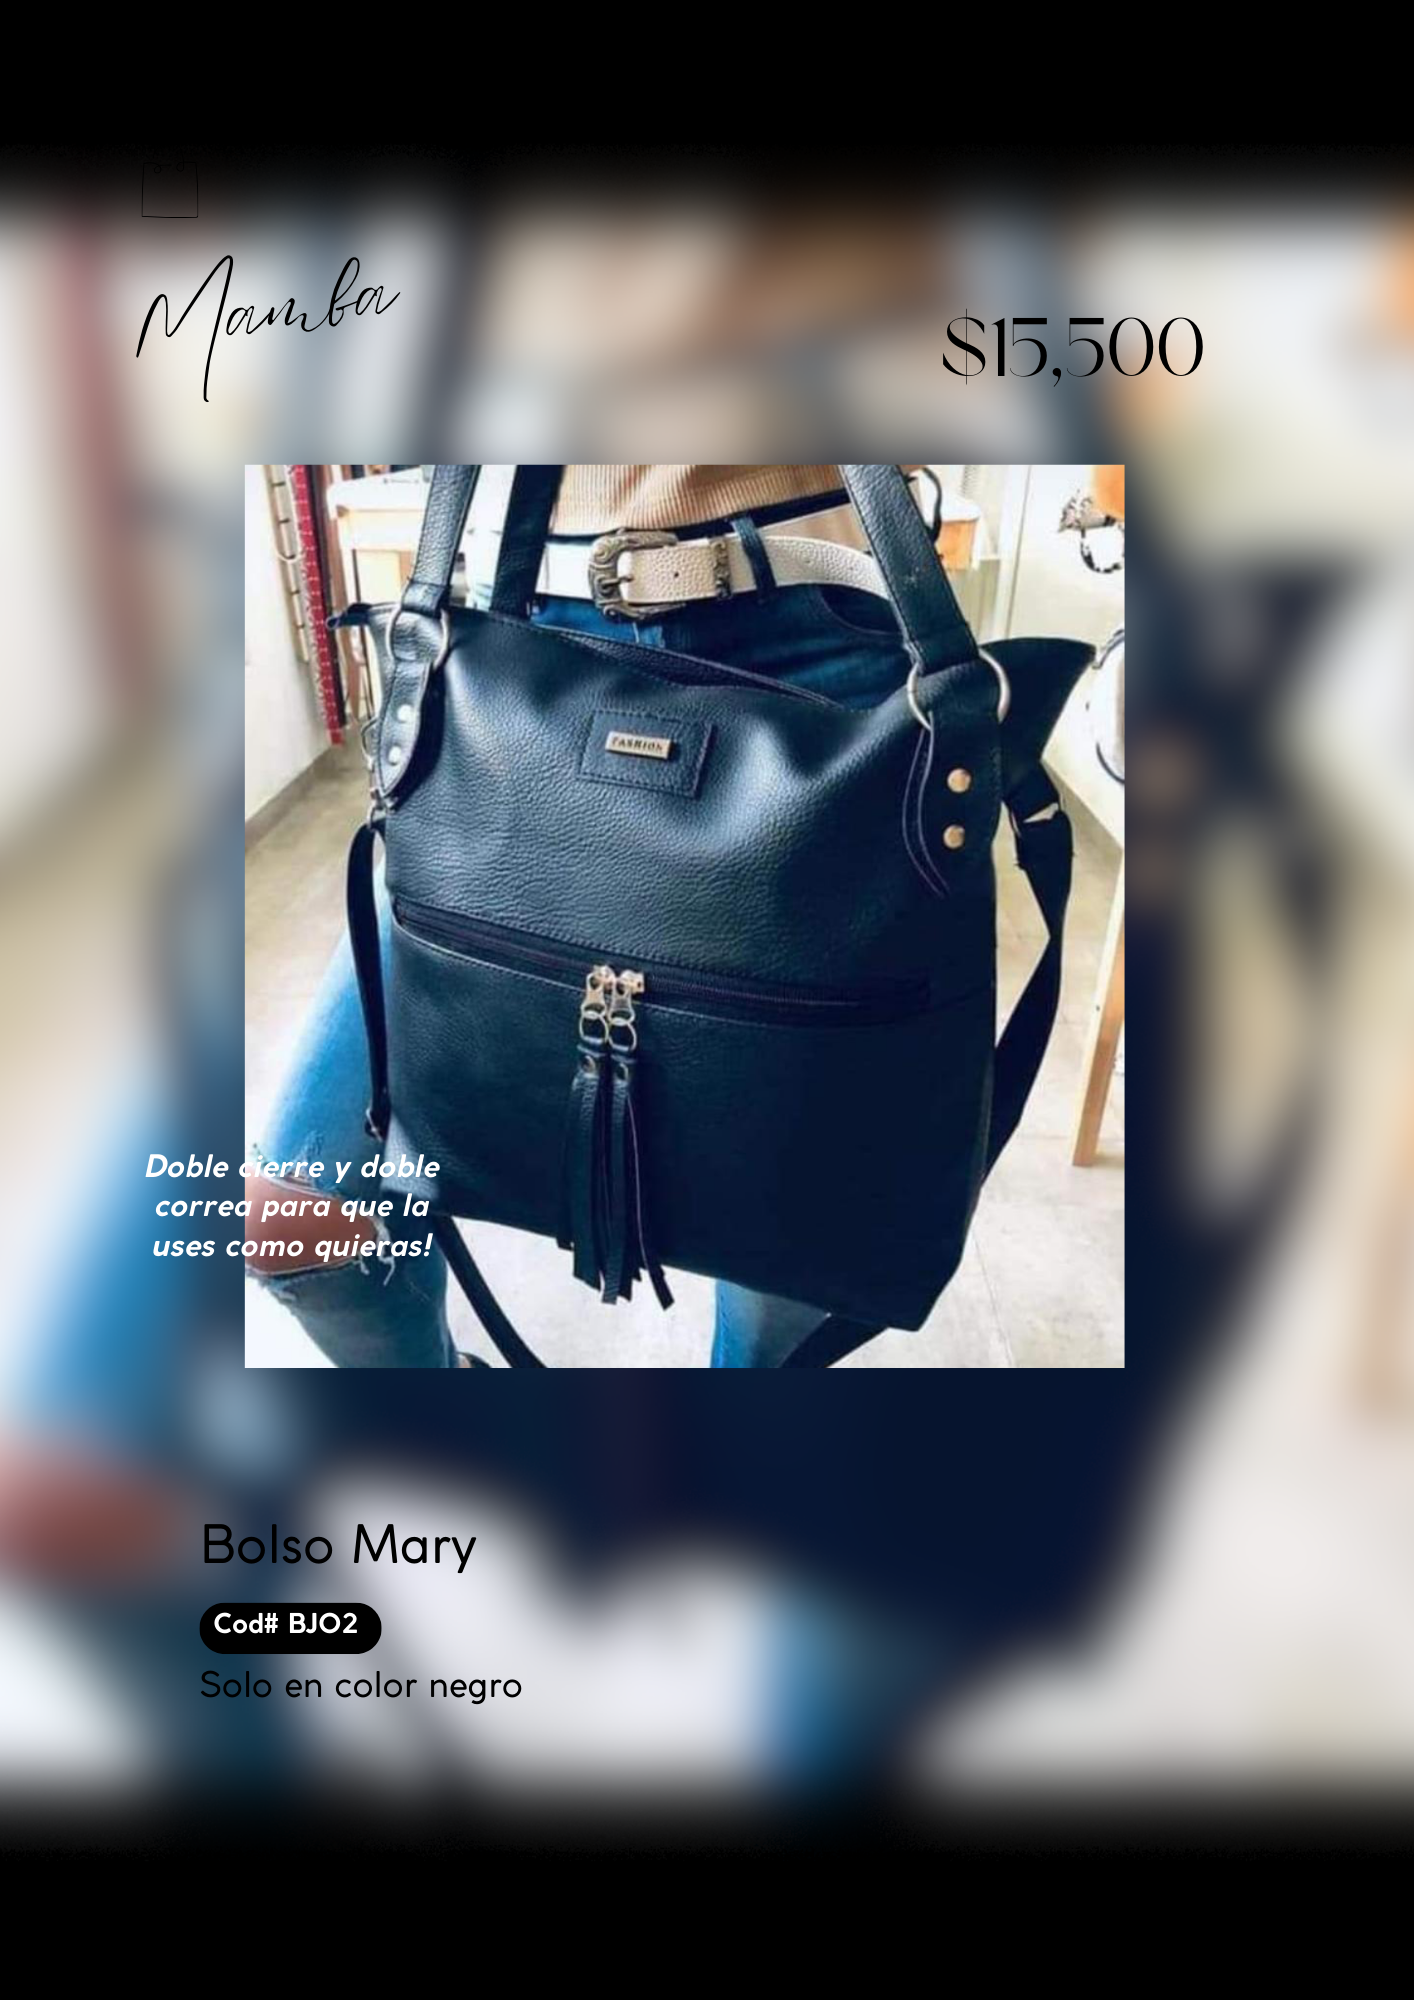 Mamba
$15,500
FASHION
Doble cierre y doble
correa para que la
uses como quieras!
Bolso Mary
Cod# BJO2
Solo en color negro